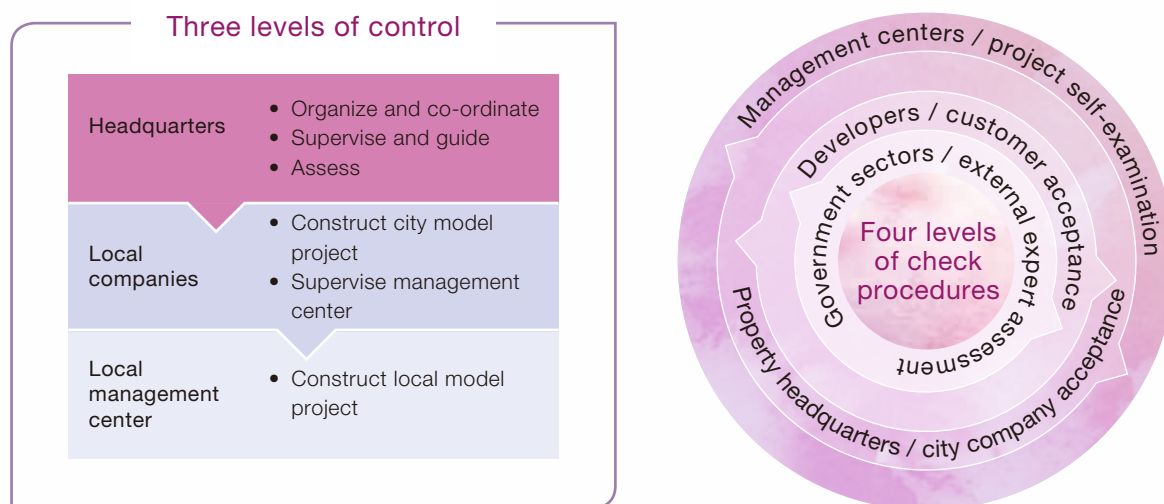 Three levels of control
Headquarters
• Organize and co-ordinate
• Supervise and guide
• Assess
Local
companies
• Construct city model
project
• Supervise management
center
Local
management
center
• Construct local model
project
Management centers / project self-examination
Property headquarters / city company acceptance
Developers / customer acceptance
Government sectors / external expert assessment
Four levels
of check
procedures